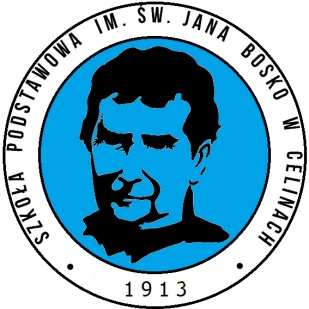 SZKOŁA PODSTAWOWA IM. ŚW. JANA BOSKO W CELINACH
• 1913 •